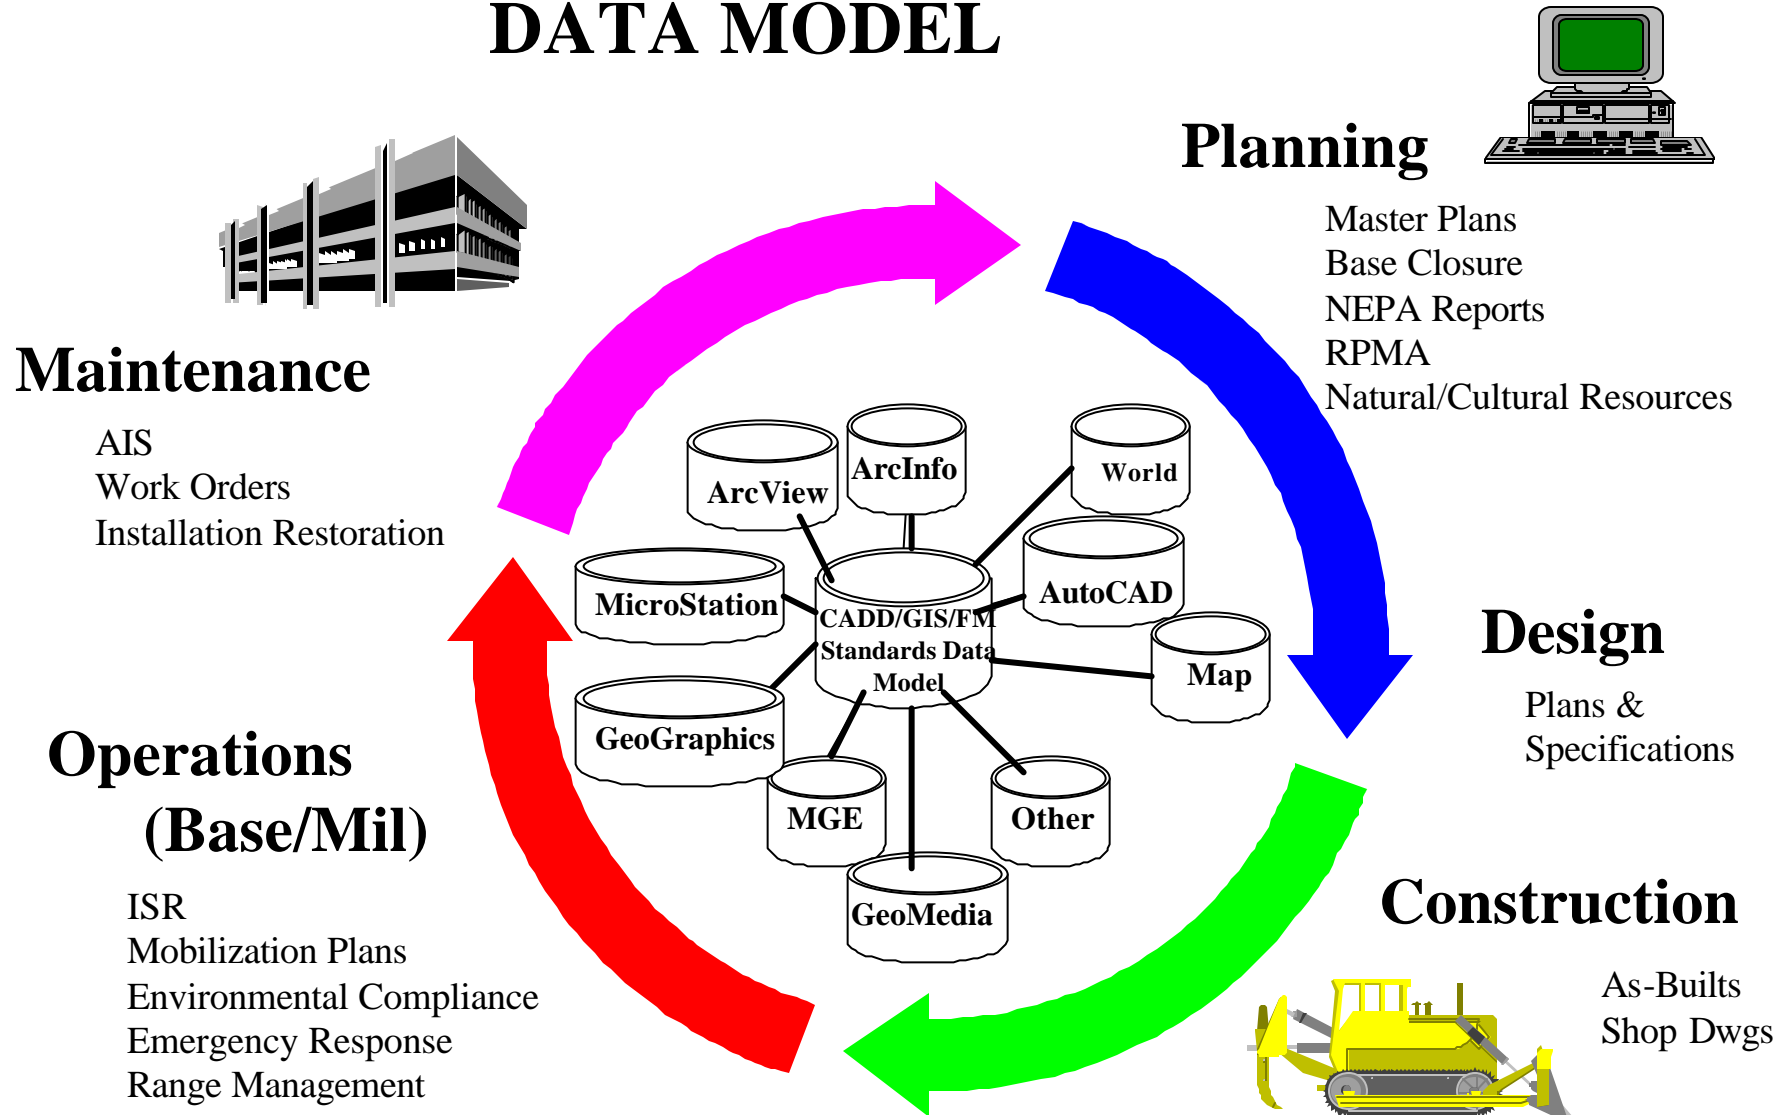 DATA MODEL
Planning
Master Plans
Base Closure
NEPA Reports
RPMA
Natural/Cultural Resources
Maintenance
AIS
Work Orders
Installation Restoration
ArcView
ArcInfo
World
MicroStation
AutoCAD
CADD/GIS/FM
Standards Data
Model
Map
GeoGraphics
MGE
Other
GeoMedia
Design
Plans &
Specifications
Operations
(Base/Mil)
ISR
Mobilization Plans
Environmental Compliance
Emergency Response
Range Management
Construction
As-Builts
Shop Dwgs